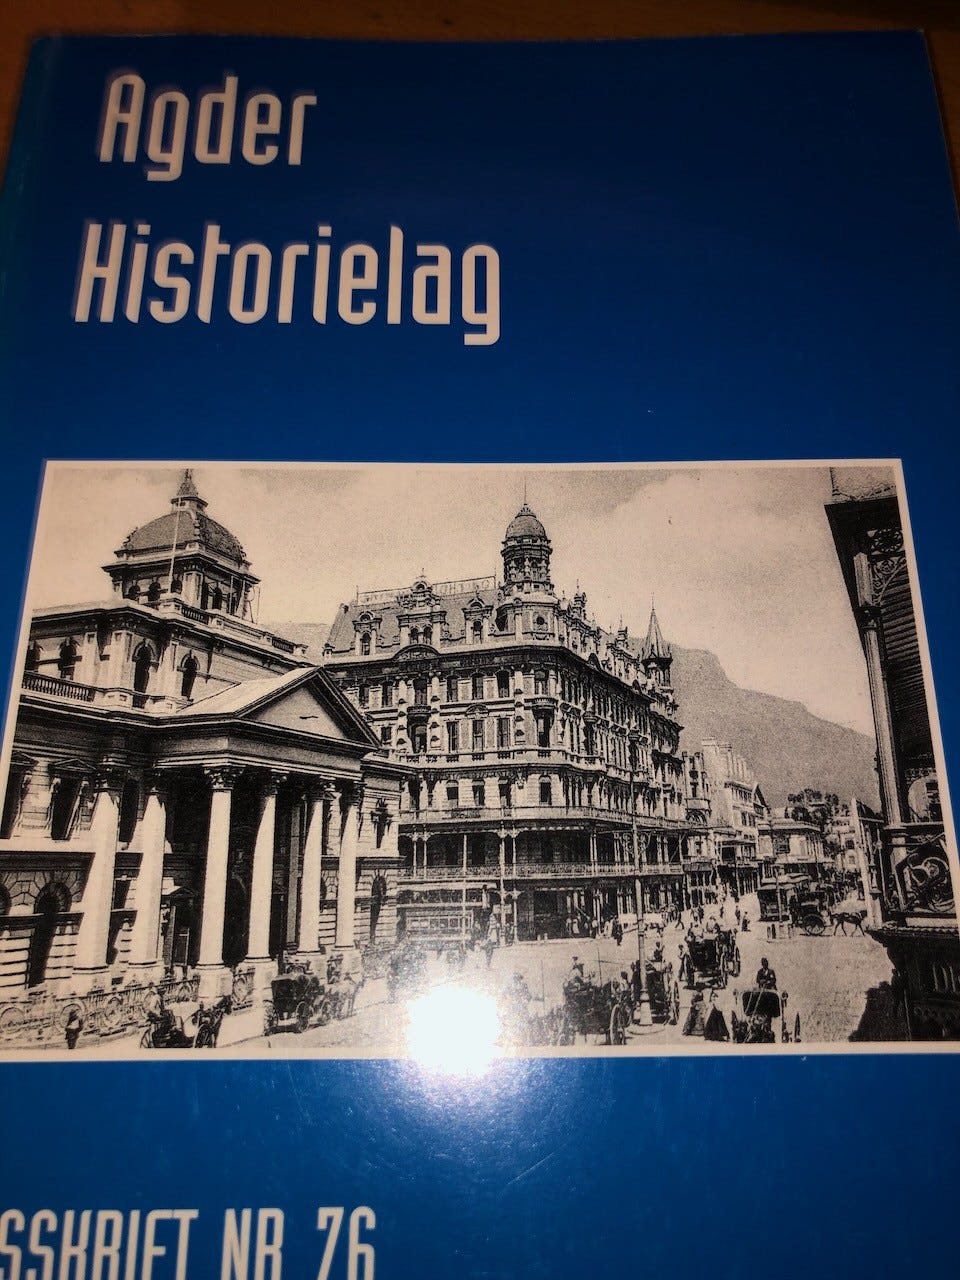 Agder
Historielag
SSKRIFT NR 76